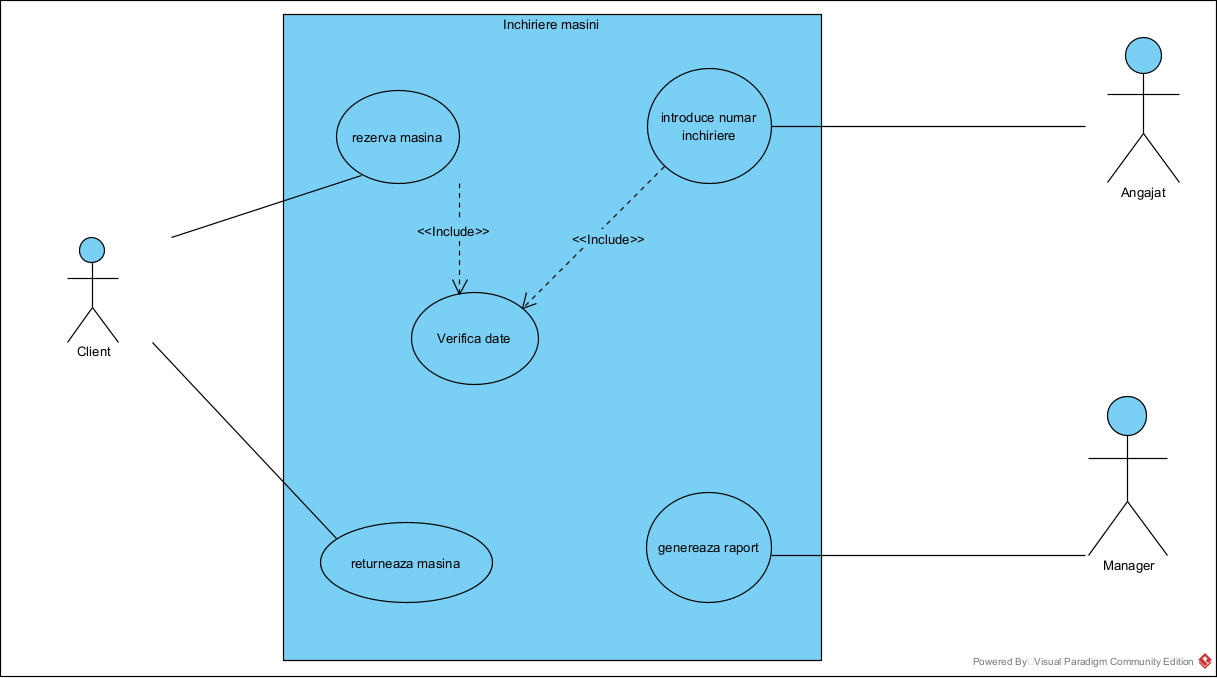 Inchiriere masini
rezerva masina
introduce numar
inchiriere
Angajat
<<Include>>
<<Include>>
Client
Verifica date
returneaza masina
genereaza raport
Manager
Powered By Visual Paradigm Community Edition